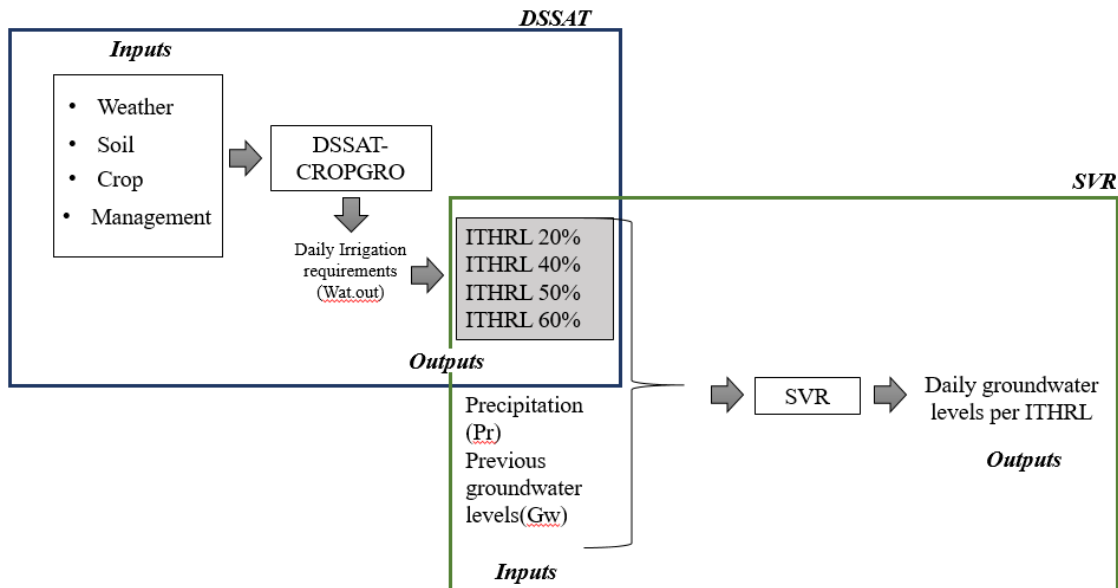 DSSAT
Inputs
• Weather
• Soil
• Crop
• Management
DSSAT-
CROPGRO
Daily Irrigation
requirements
(Wat.out)
SVR
ITHRL 20%
ITHRL 40%
ITHRL 50%
ITHRL 60%
Outputs
Precipitation
(Pr)
Previous
groundwater
levels(Gw)
Inputs
SVR
Daily groundwater
levels per ITHRL
Outputs